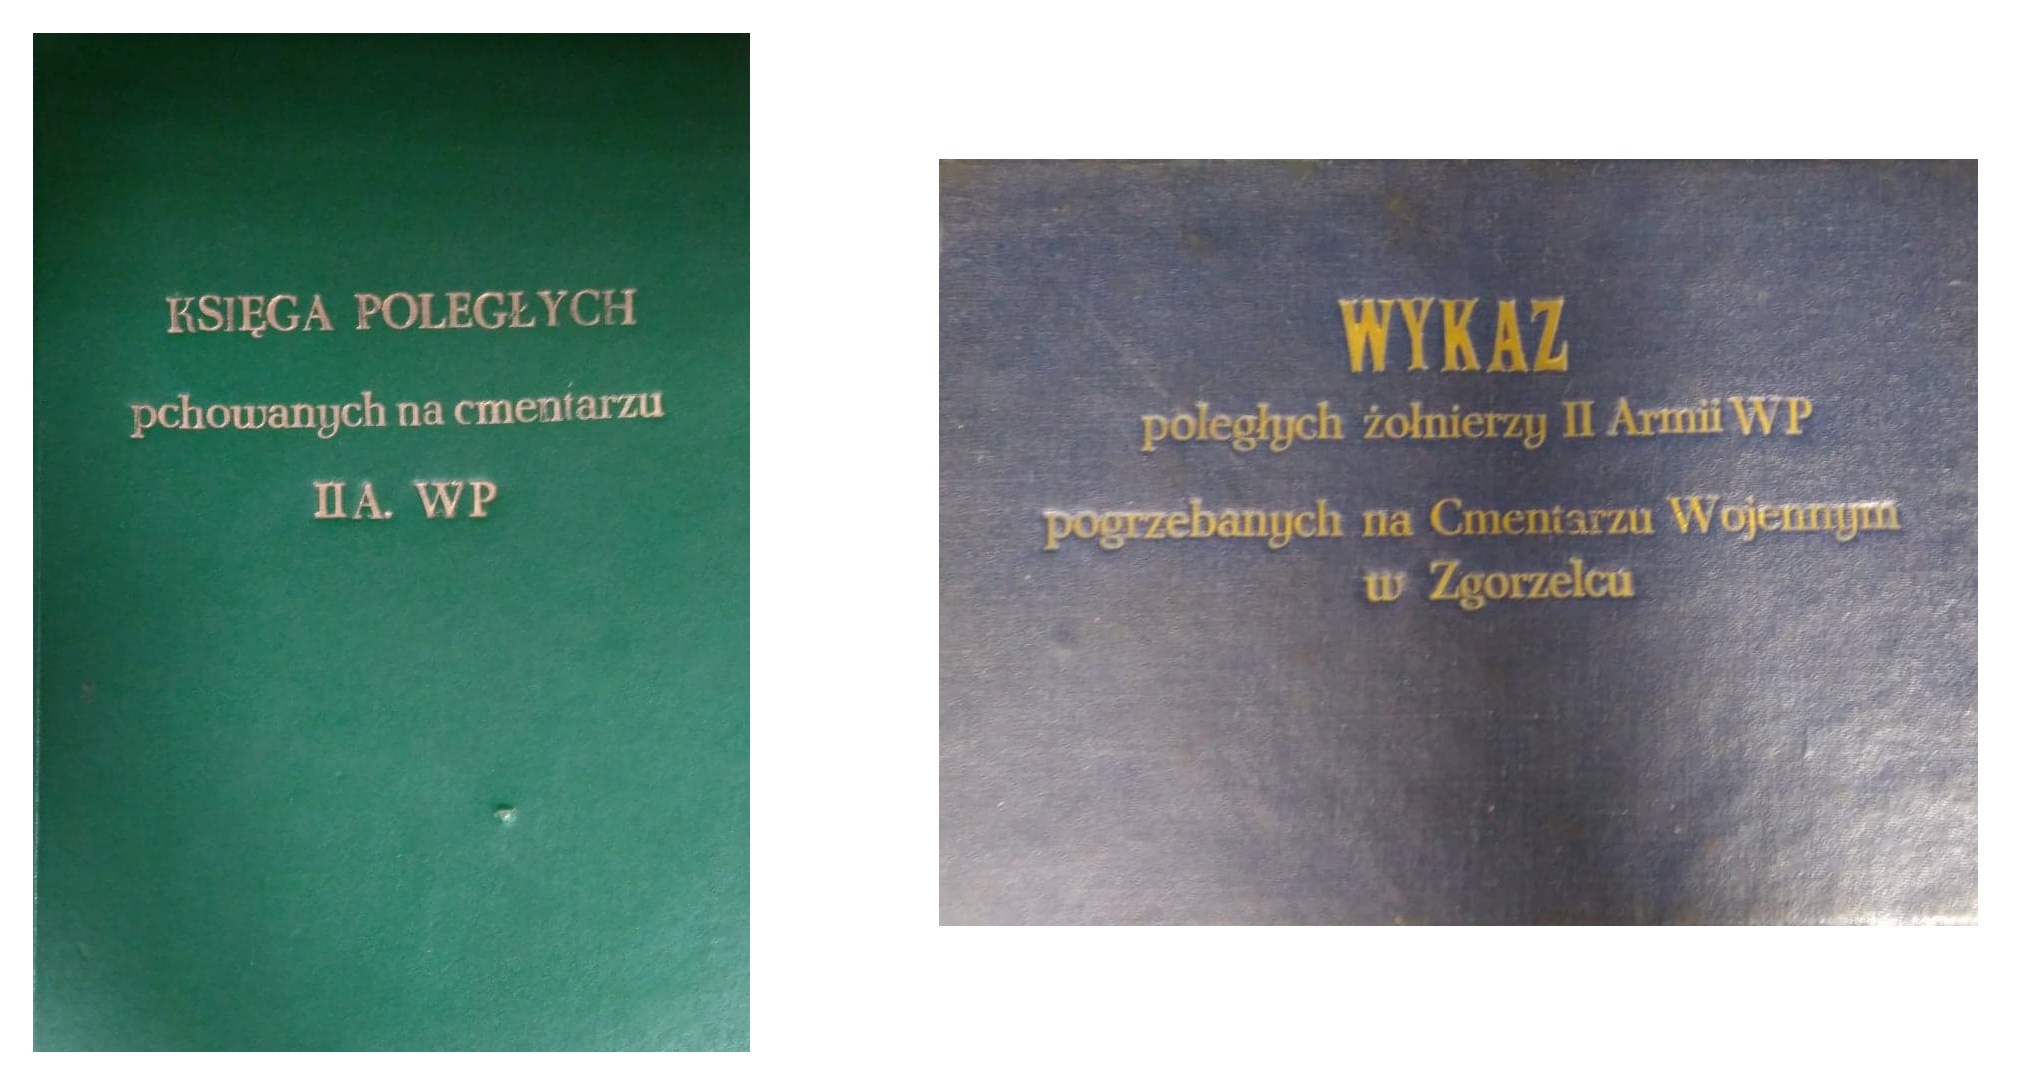 KSIĘGA POLEGŁYCH
pchowanych na cmentarzu
II A. WP
WYKAZ
poległych żołnierzy II Armii WP
pogrzebanych na Cmentarzu Wojennym
w Zgorzelcu